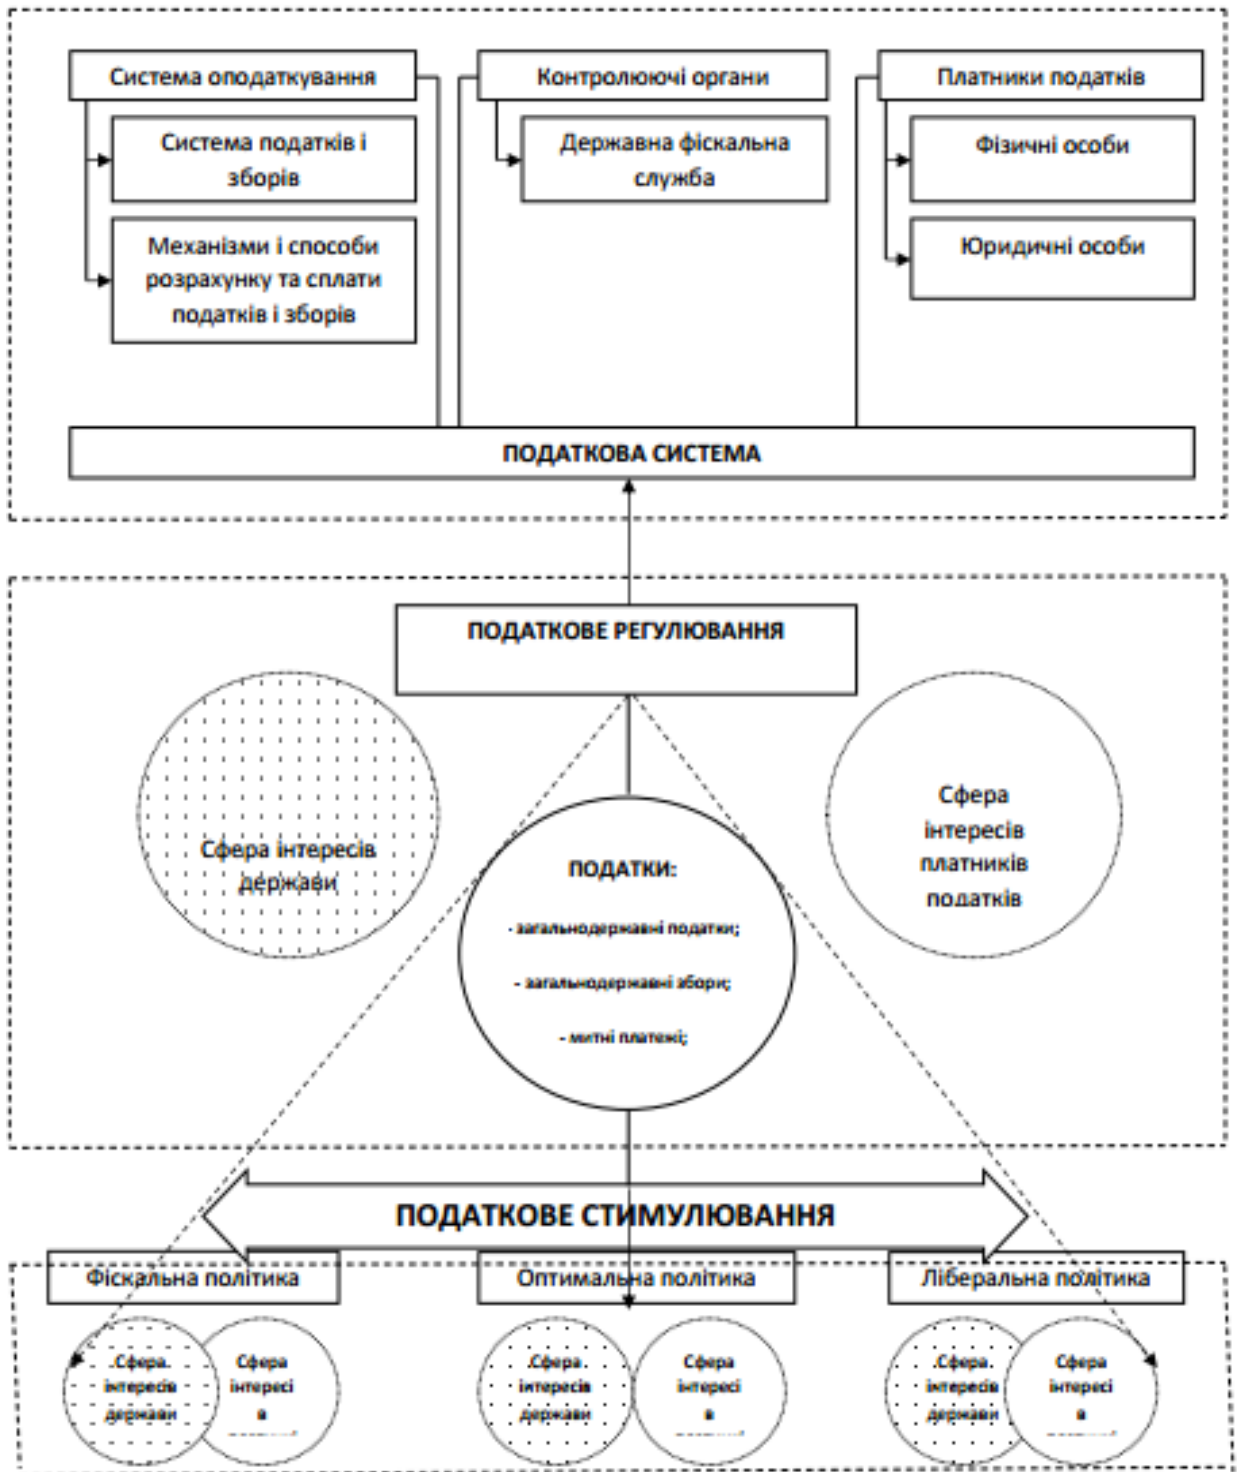 Система оподаткування
Контролюючі органи
Платники податків
Система податків і
зборів
Державна фіскальна
служба
Фізичні особи
Механізми і способи
розрахунку та сплати
податків і зборів
Юридичні особи
ПОДАТКОВА СИСТЕМА
ПОДАТКОВЕ РЕГУЛЮВАННЯ
Сфера інтересів
держави
Сфера
інтересів
платників
податків
ПОДАТКИ:
- загальнодержавні податки;
- загальнодержавні збори;
- митні платежі;
ПОДАТКОВЕ СТИМУЛЮВАННЯ
Фіскальна політика
Оптимальна політика
Ліберальна політика
Сфера
інтересів
держави
Сфера
інтересі
в
Сфера
інтересів
держави
Сфера
інтересі
в
Сфера
інтересів
держави
Сфера
інтересі
в